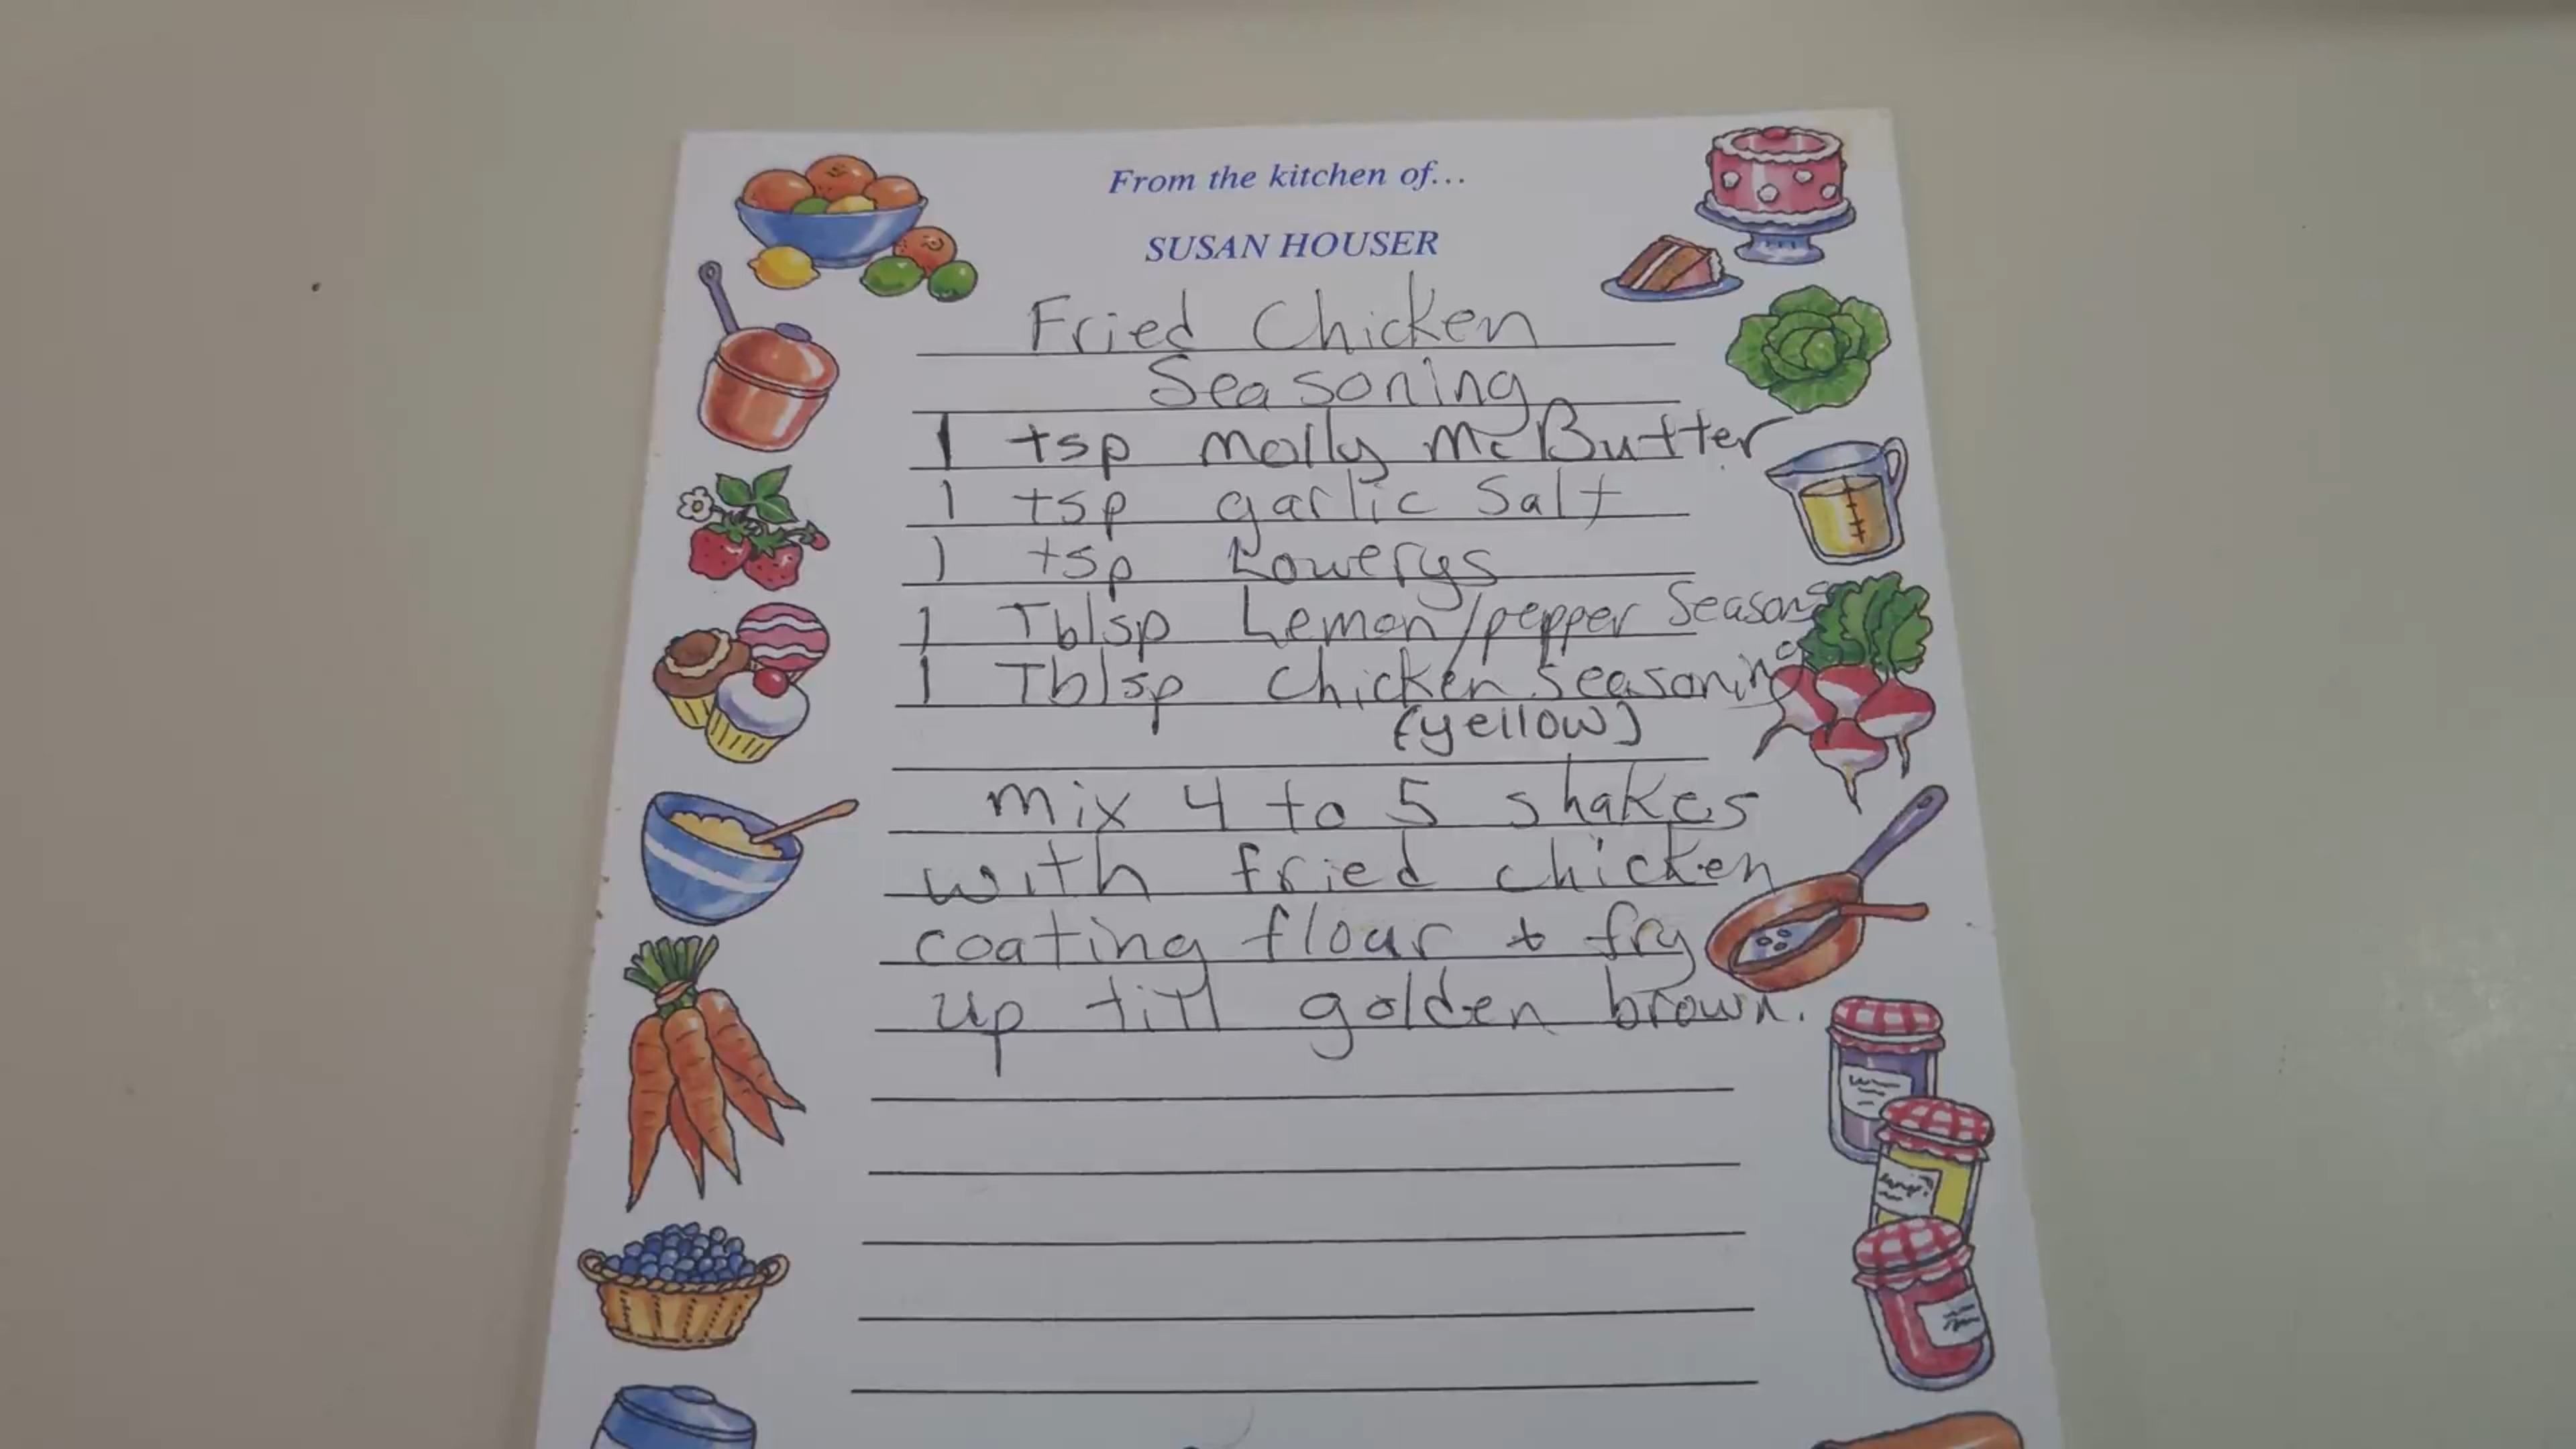 From the kitchen of...
SUSAN HOUSER
Fried Chicken
Seasoning
1 tsp Molly McButter
1 tsp garlic Salt
1 tsp Lowerys
1 Tblsp Lemon/pepper Seasons
1 Tblsp Chicken Seasoning
(yellow)
mix 4 to 5 shakes
with fried chicken
coating flour + fry
up till golden brown.